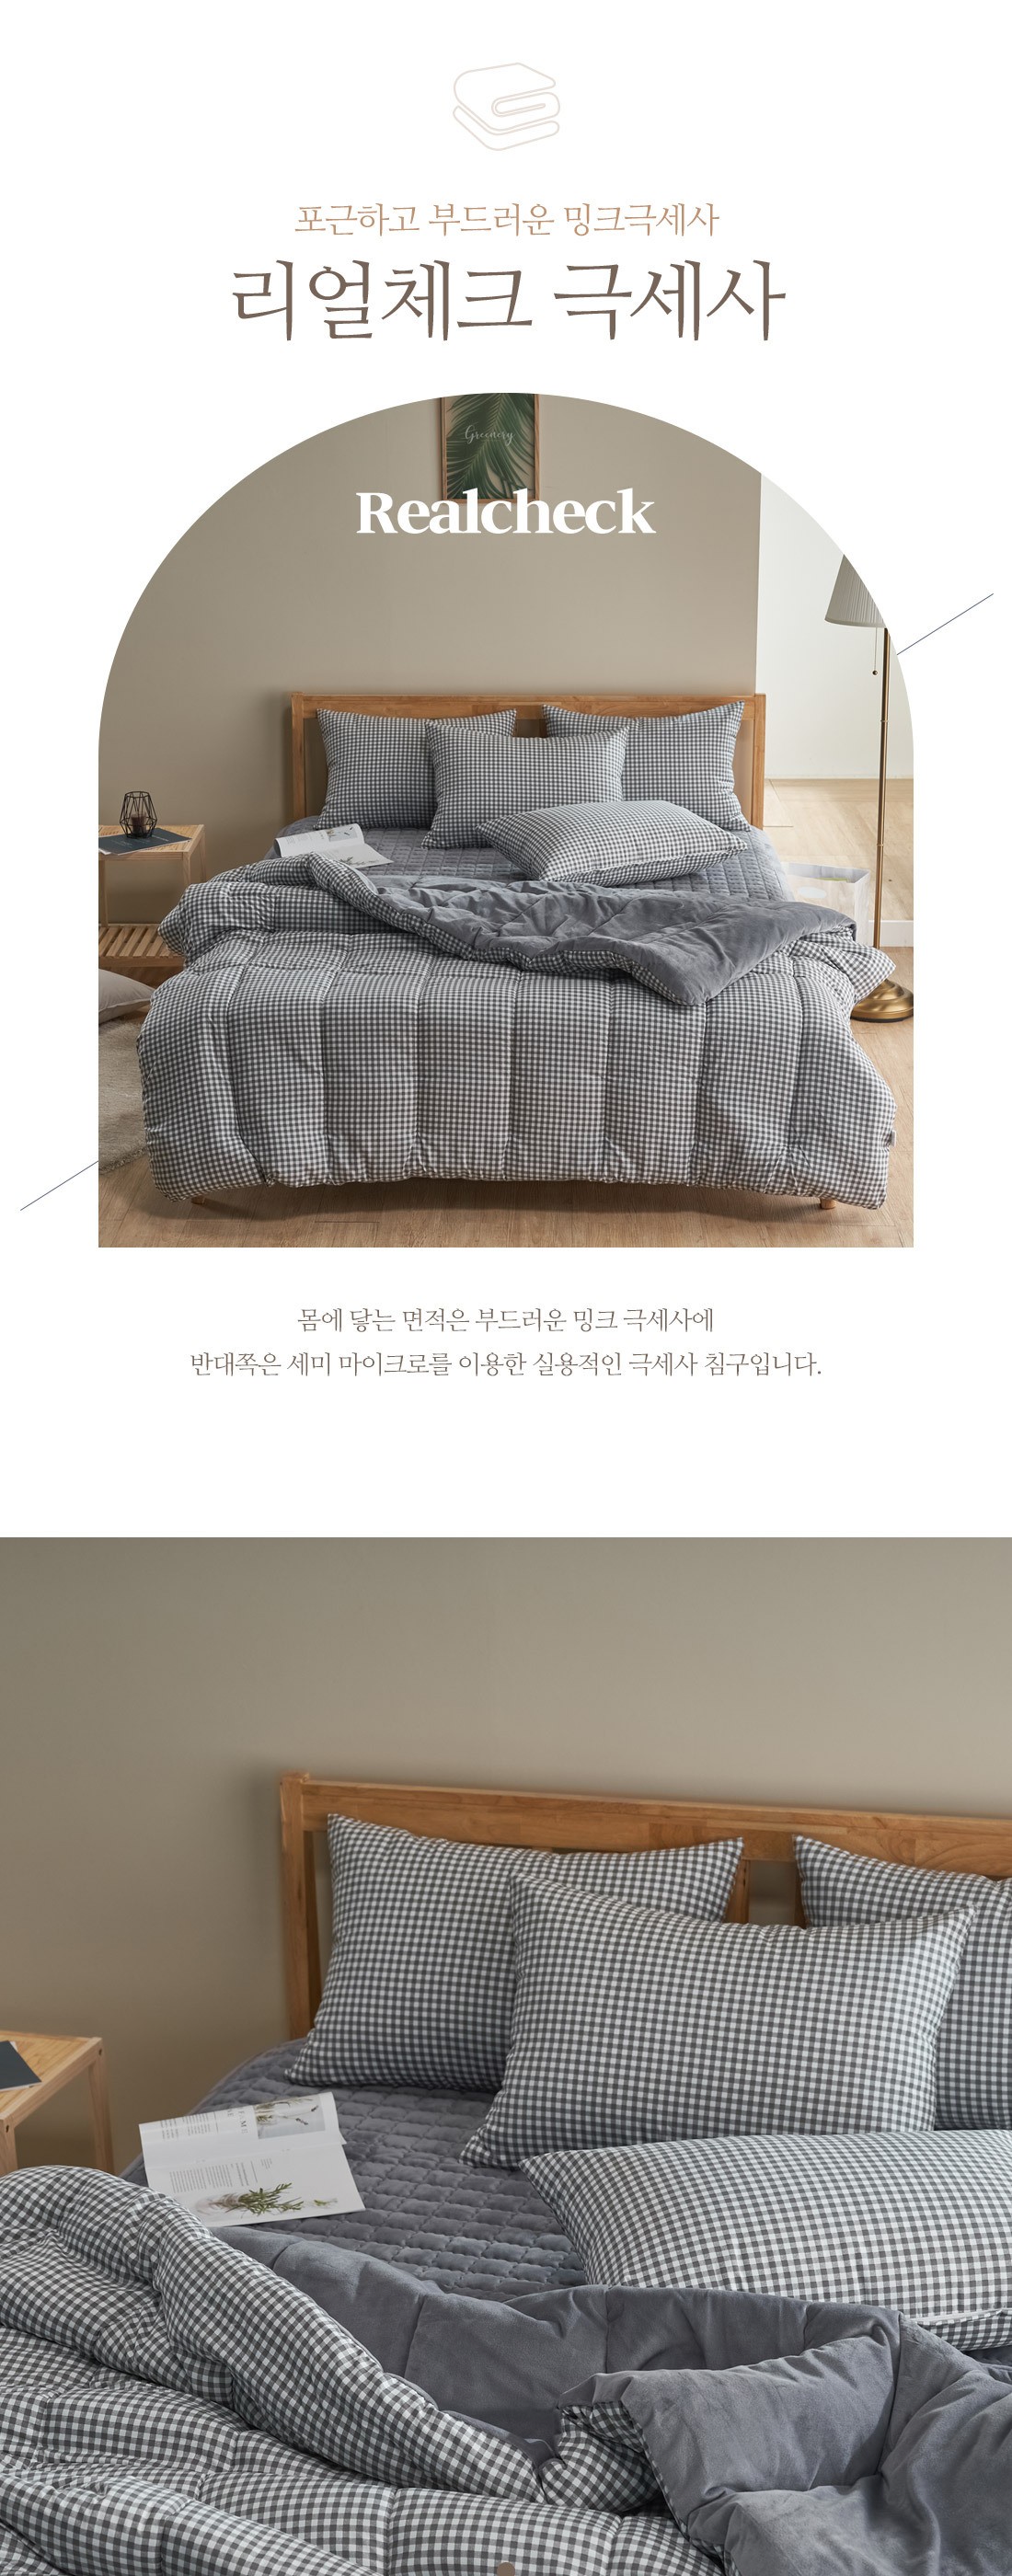 포근하고 부드러운 밍크극세사
리얼체크 극세사
Greenery
Realcheck
몸에 닿는 면적은 부드러운 밍크 극세사에
반대쪽은 세미 마이크로를 이용한 실용적인 극세사 침구입니다.